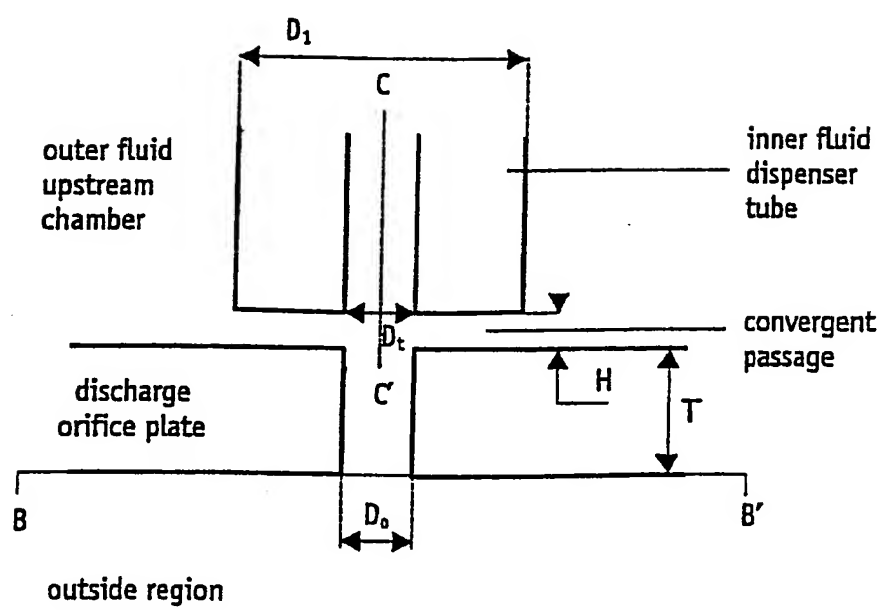 D₁
C
outer fluid
upstream
chamber
inner fluid
dispenser
tube
Dₜ
convergent
passage
C'
H
T
discharge
orifice plate
B
B'
Dₒ
outside region